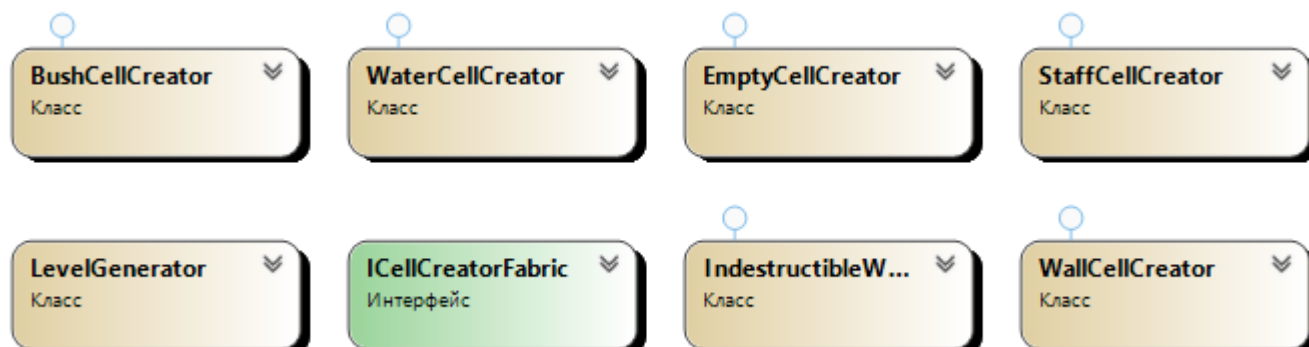 BushCellCreator
Класс
WaterCellCreator
Класс
EmptyCellCreator
Класс
StaffCellCreator
Класс
LevelGenerator
Класс
ICellCreatorFabric
Интерфейс
IndestructibleW...
Класс
WallCellCreator
Класс